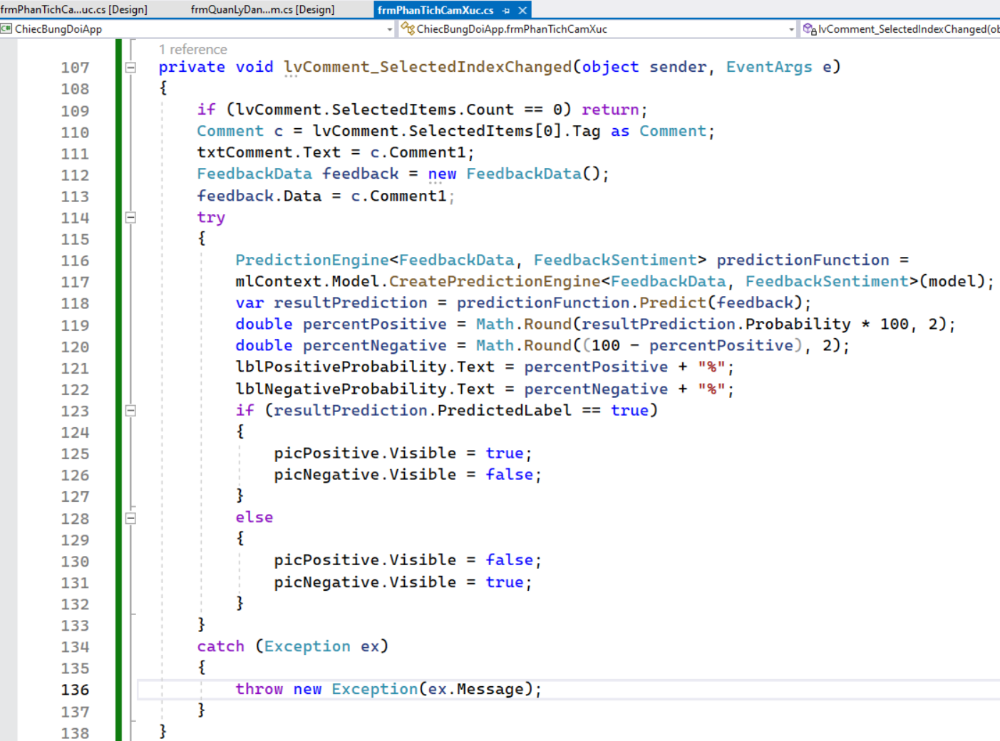 frmPhanTichCa...uc.cs [Design] frmQuanLyDan...m.cs [Design] frmPhanTichCamXuc.cs
C# ChiecBungDoiApp ChiecBungDoiApp.frmPhanTichCamXuc lvComment_SelectedIndexChanged(ob
1 reference
107 private void lvComment_SelectedIndexChanged(object sender, EventArgs e)
108 {
109 if (lvComment.SelectedItems.Count == 0) return;
110 Comment c = lvComment.SelectedItems[0].Tag as Comment;
111 txtComment.Text = c.Comment1;
112 FeedbackData feedback = new FeedbackData();
113 feedback.Data = c.Comment1;
114 try
115 {
116 PredictionEngine<FeedbackData, FeedbackSentiment> predictionFunction =
117 mlContext.Model.CreatePredictionEngine<FeedbackData, FeedbackSentiment>(model);
118 var resultPrediction = predictionFunction.Predict(feedback);
119 double percentPositive = Math.Round(resultPrediction.Probability * 100, 2);
120 double percentNegative = Math.Round((100 - percentPositive), 2);
121 lblPositiveProbability.Text = percentPositive + "%";
122 lblNegativeProbability.Text = percentNegative + "%";
123 if (resultPrediction.PredictedLabel == true)
124 {
125 picPositive.Visible = true;
126 picNegative.Visible = false;
127 }
128 else
129 {
130 picPositive.Visible = false;
131 picNegative.Visible = true;
132 }
133 }
134 catch (Exception ex)
135 {
136 throw new Exception(ex.Message);
137 }
138 }